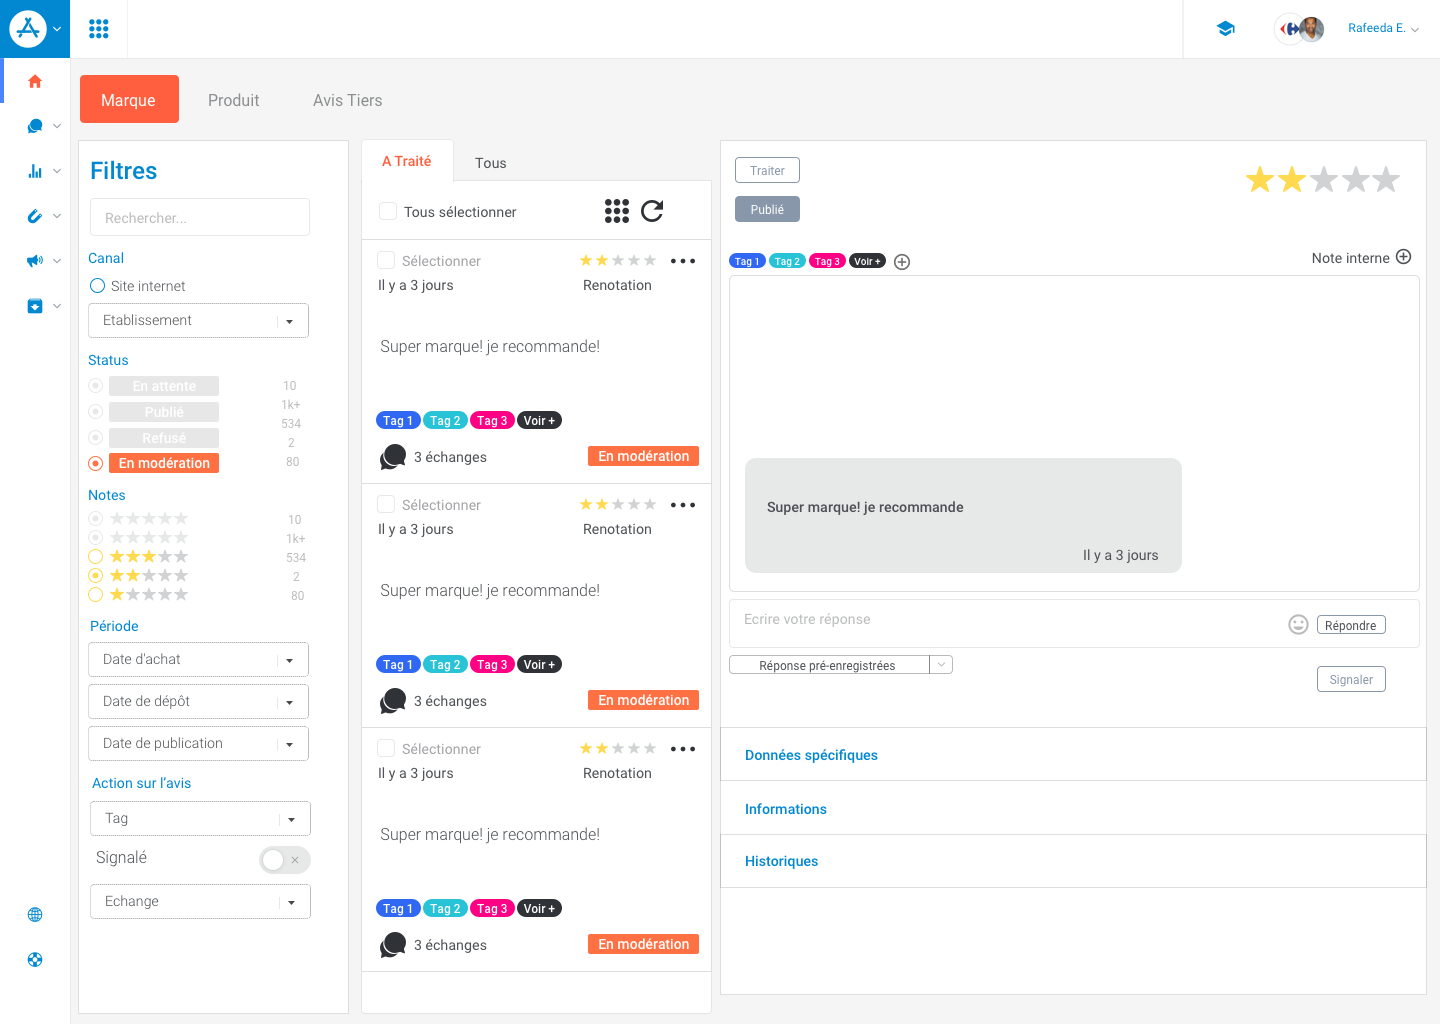 Rafeeda E.
Marque
Produit
Avis Tiers
Filtres
Rechercher...
Canal
Site internet
Etablissement
Status
En attente
10
Publié
1k+
534
Refusé
2
En modération
80
Notes
10
1k+
534
2
80
Période
Date d'achat
Date de dépôt
Date de publication
Action sur l'avis
Tag
Signalé
Echange
A Traité
Tous
Tous sélectionner
Sélectionner
Il y a 3 jours
Renotation
Super marque! je recommande!
Tag 1
Tag 2
Tag 3
Voir +
3 échanges
En modération
Sélectionner
Il y a 3 jours
Renotation
Super marque! je recommande!
Tag 1
Tag 2
Tag 3
Voir +
3 échanges
En modération
Sélectionner
Il y a 3 jours
Renotation
Super marque! je recommande!
Tag 1
Tag 2
Tag 3
Voir +
3 échanges
En modération
Traiter
Publié
Tag 1
Tag 2
Tag 3
Voir +
Note interne
Super marque! je recommande
Il y a 3 jours
Ecrire votre réponse
Répondre
Réponse pré-enregistrées
Signaler
Données spécifiques
Informations
Historiques